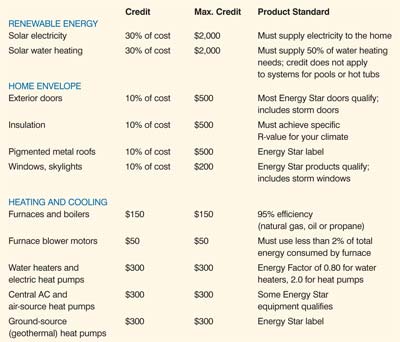 Credit Max. Credit Product Standard
RENEWABLE ENERGY
Solar electricity 30% of cost $2,000 Must supply electricity to the home
Solar water heating 30% of cost $2,000 Must supply 50% of water heating
needs; credit does not apply
to systems for pools or hot tubs
HOME ENVELOPE
Exterior doors 10% of cost $500 Most Energy Star doors qualify;
includes storm doors
Insulation 10% of cost $500 Must achieve specific
R-value for your climate
Pigmented metal roofs 10% of cost $500 Energy Star label
Windows, skylights 10% of cost $200 Energy Star products qualify;
includes storm windows
HEATING AND COOLING
Furnaces and boilers $150 $150 95% efficiency
(natural gas, oil or propane)
Furnace blower motors $50 $50 Must use less than 2% of total
energy consumed by furnace
Water heaters and $300 $300 Energy Factor of 0.80 for water
electric heat pumps heaters, 2.0 for heat pumps
Central AC and $300 $300 Some Energy Star
air-source heat pumps equipment qualifies
Ground-source $300 $300 Energy Star label
(geothermal) heat pumps